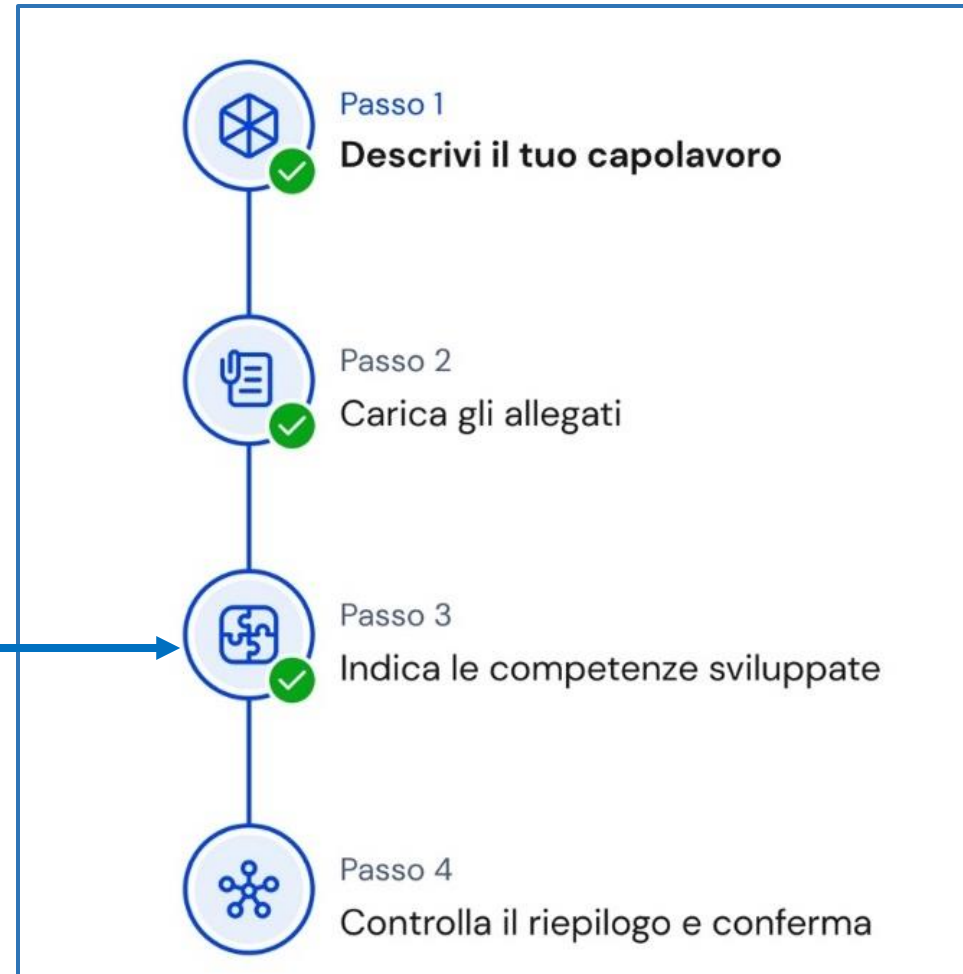 Passo 1
Descrivi il tuo capolavoro
Passo 2
Carica gli allegati
Passo 3
Indica le competenze sviluppate
Passo 4
Controlla il riepilogo e conferma